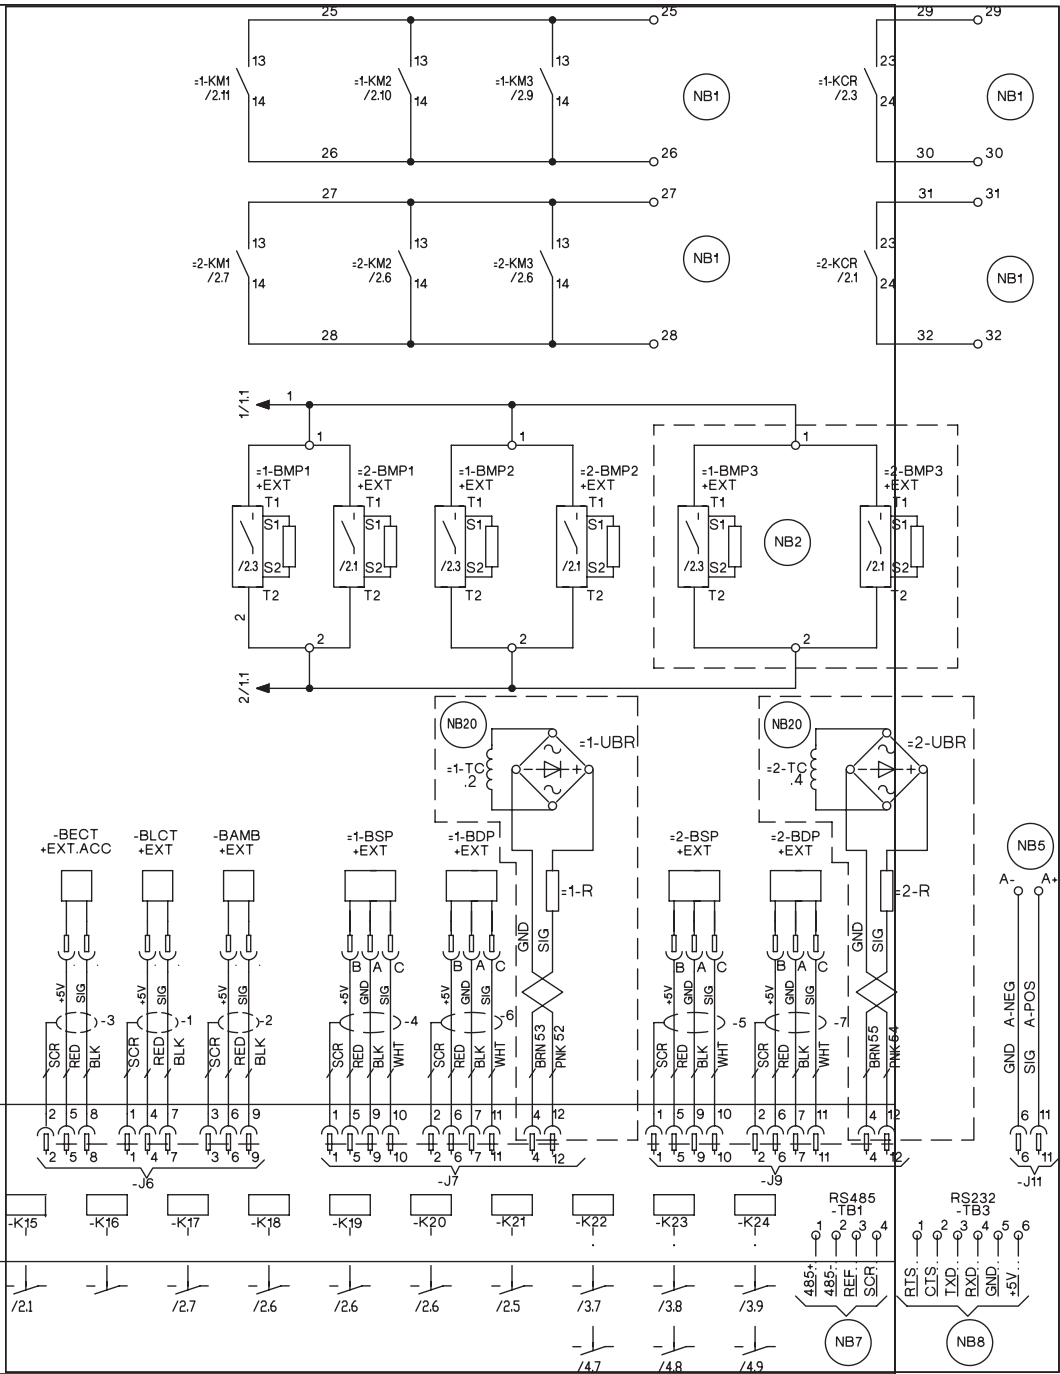 25 25 29 29
13 13 13 23
=1-KM1 =1-KM2 =1-KM3 =1-KCR
/2.11 /2.10 /2.9 /2.3
NB1 NB1
14 14 14 24
26 26 30 30
27 27 31 31
13 13 13 23
=2-KM1 =2-KM2 =2-KM3 =2-KCR
/2.7 /2.6 /2.6 /2.1
NB1 NB1
14 14 14 24
28 28 32 32
1/1.1 1
1 1 1
=1-BMP1 =2-BMP1 =1-BMP2 =2-BMP2 =1-BMP3 =2-BMP3
+EXT +EXT +EXT +EXT +EXT +EXT
T1 T1 T1 T1 T1 T1
S1 S1 S1 S1 S1 S1
NB2
/2.3 /2.1 /2.3 /2.1 /2.3 /2.1
S2 S2 S2 S2 S2 S2
T2 T2 T2 T2 T2 T2
2
2 2 2
2/1.1
NB20 NB20
=1-UBR =2-UBR
=1-TC =2-TC
.2 .4
- + - +
-BECT -BLCT -BAMB =1-BSP =1-BDP =2-BSP =2-BDP NB5
+EXT.ACC +EXT +EXT +EXT +EXT +EXT +EXT
A- A+
=1-R =2-R
GND SIG GND SIG
B A C B A C B A C B A C
+5V SIG +5V SIG +5V SIG +5V GND SIG +5V GND SIG +5V GND SIG +5V GND SIG A-NEG A-POS
-3 -1 -2 -4 -6 -5 -7
SCR RED BLK SCR RED BLK SCR RED BLK SCR RED BLK WHT SCR RED BLK WHT BRN 53 PNK 52 SCR RED BLK WHT SCR RED BLK WHT BRN 55 PNK 54 GND SIG
2 5 8 1 4 7 3 6 9 1 5 9 10 2 6 7 11 4 12 1 5 9 10 2 6 7 11 4 12 6 11
2 5 8 1 4 7 3 6 9 1 5 9 10 2 6 7 11 4 12 1 5 9 10 2 6 7 11 4 12 6 11
-J6 -J7 -J9 -J11
RS485 RS232
-TB1 -TB3
-K15 -K16 -K17 -K18 -K19 -K20 -K21 -K22 -K23 -K24
1 2 3 4 1 2 3 4 5 6
485+ 485- REF SCR RTS CTS TXD RXD GND +5V
/2.1 /2.7 /2.6 /2.6 /2.6 /2.5 /3.7 /3.8 /3.9
NB7 NB8
/4.7 /4.8 /4.9